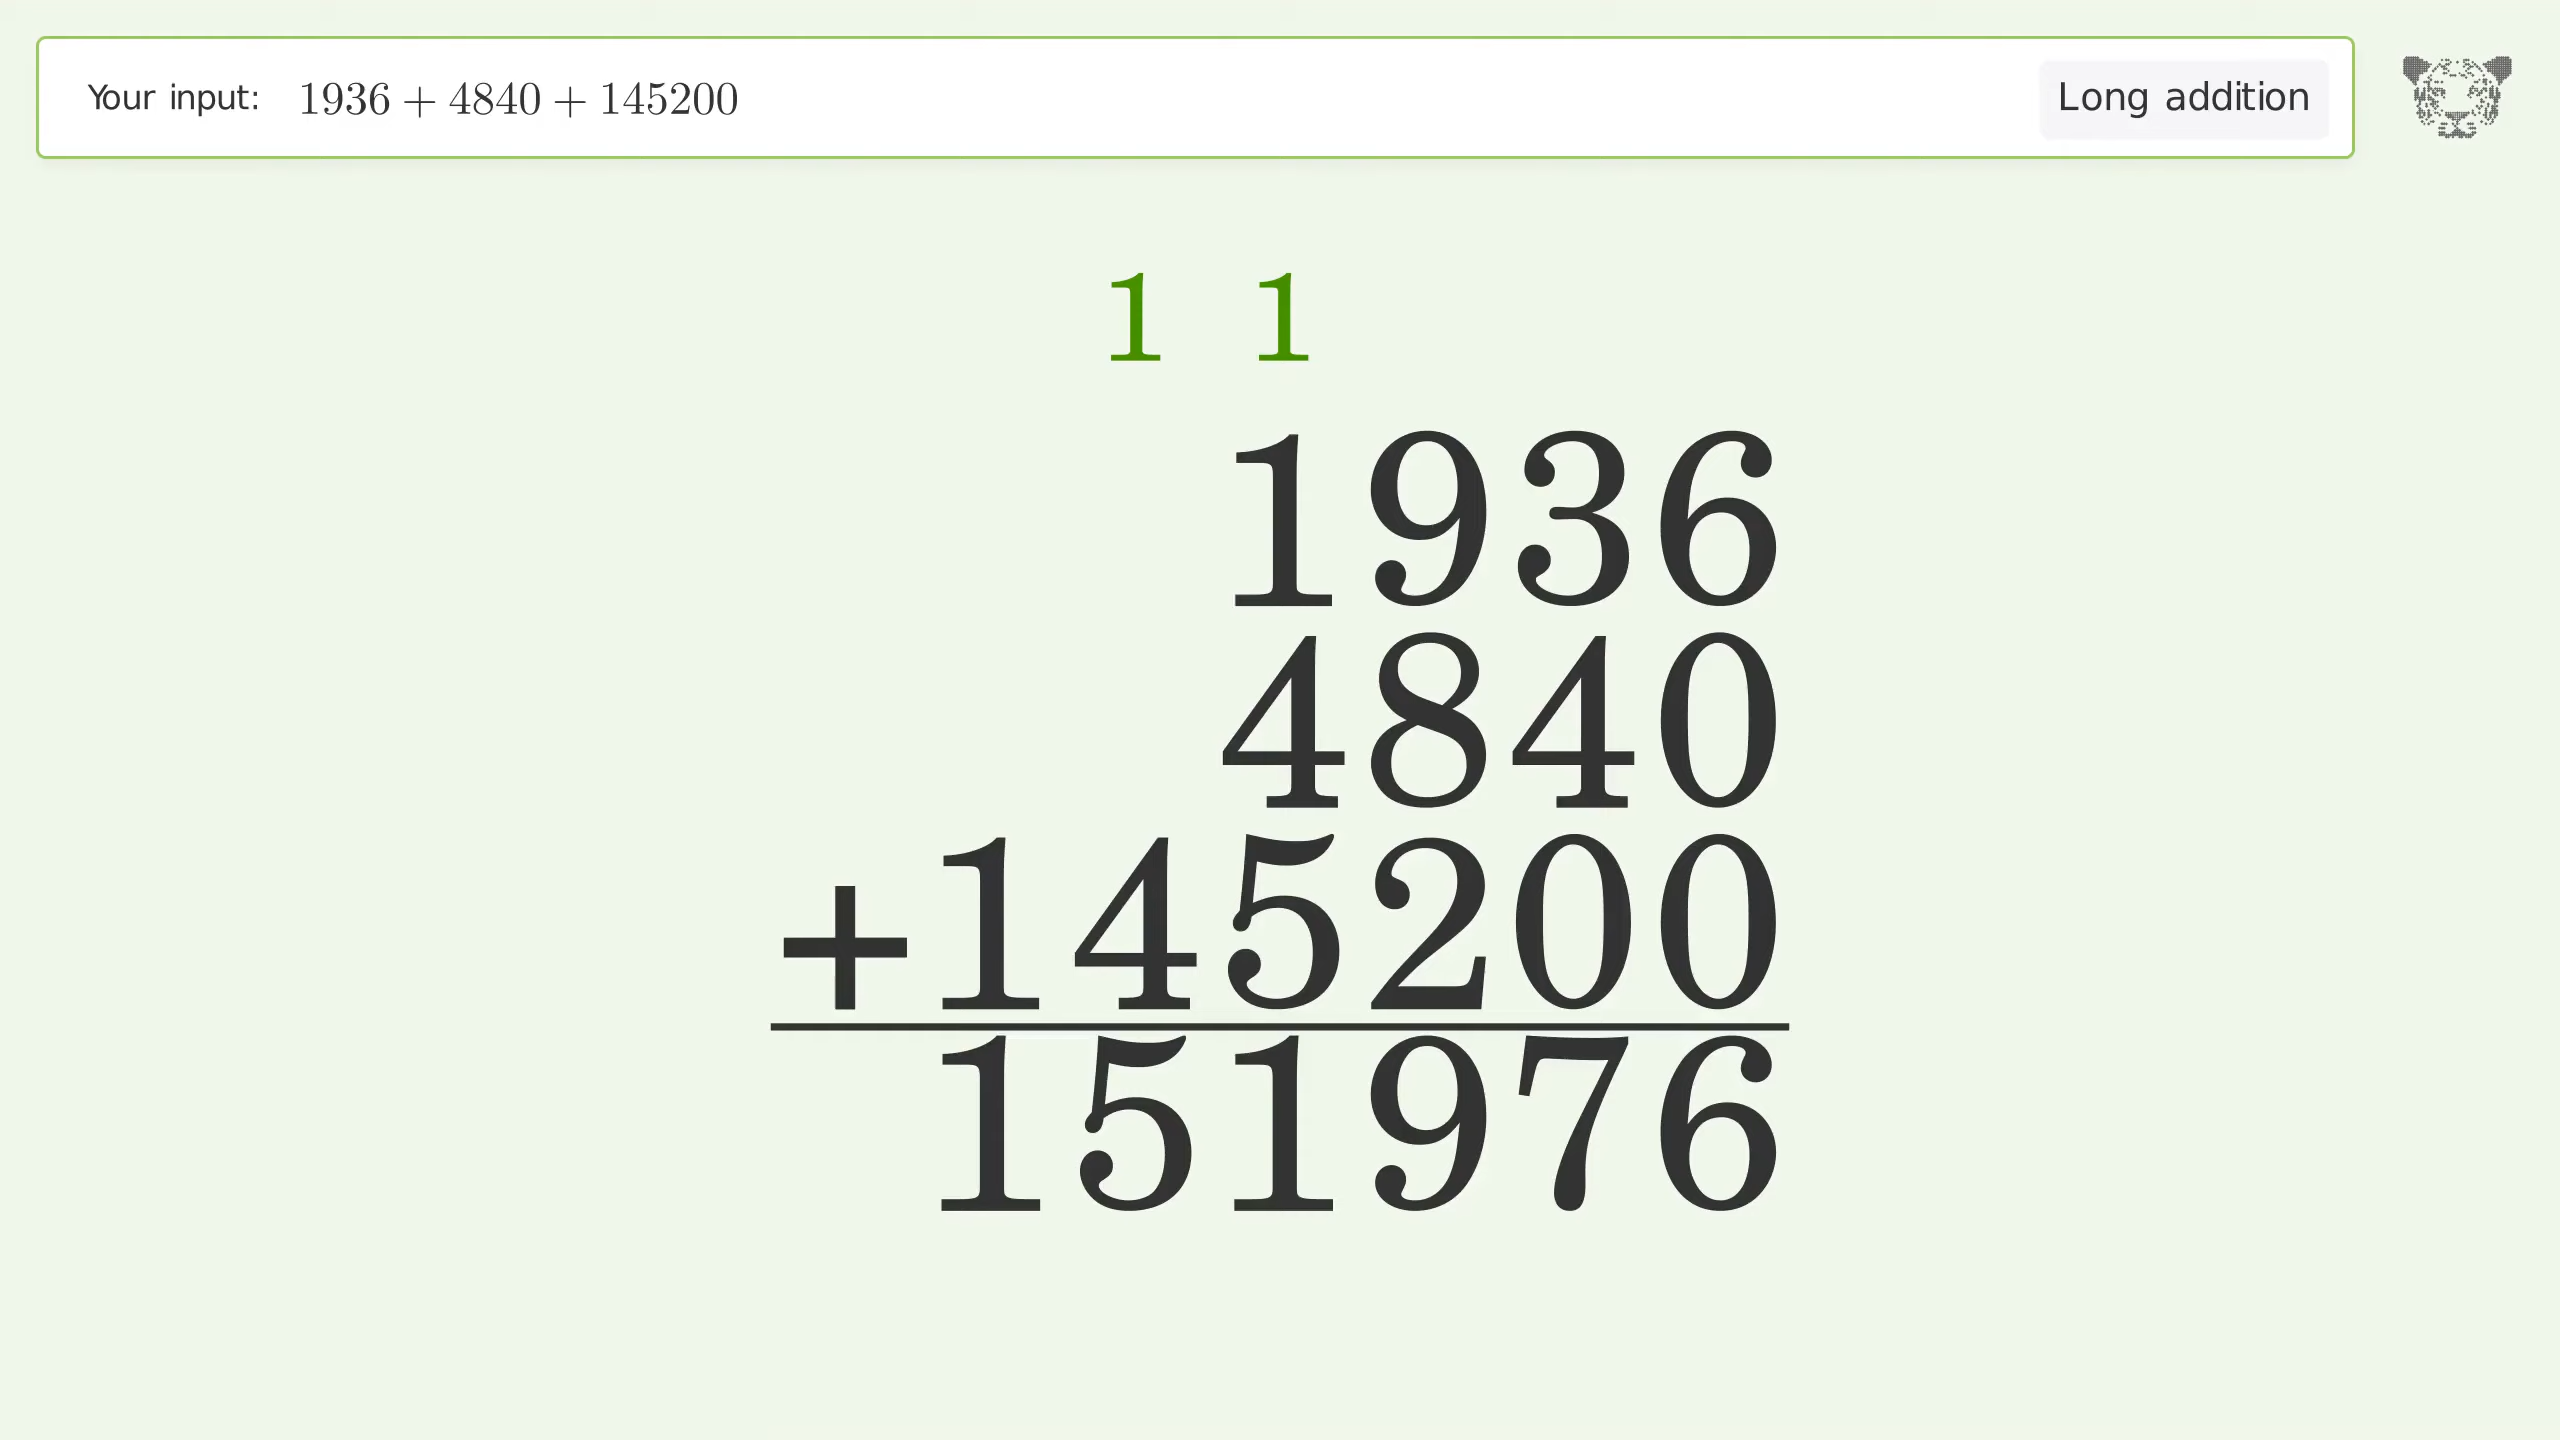 Your input: 1936 + 4840 + 145200
Long addition
1 1
1936
4840
+145200
151976